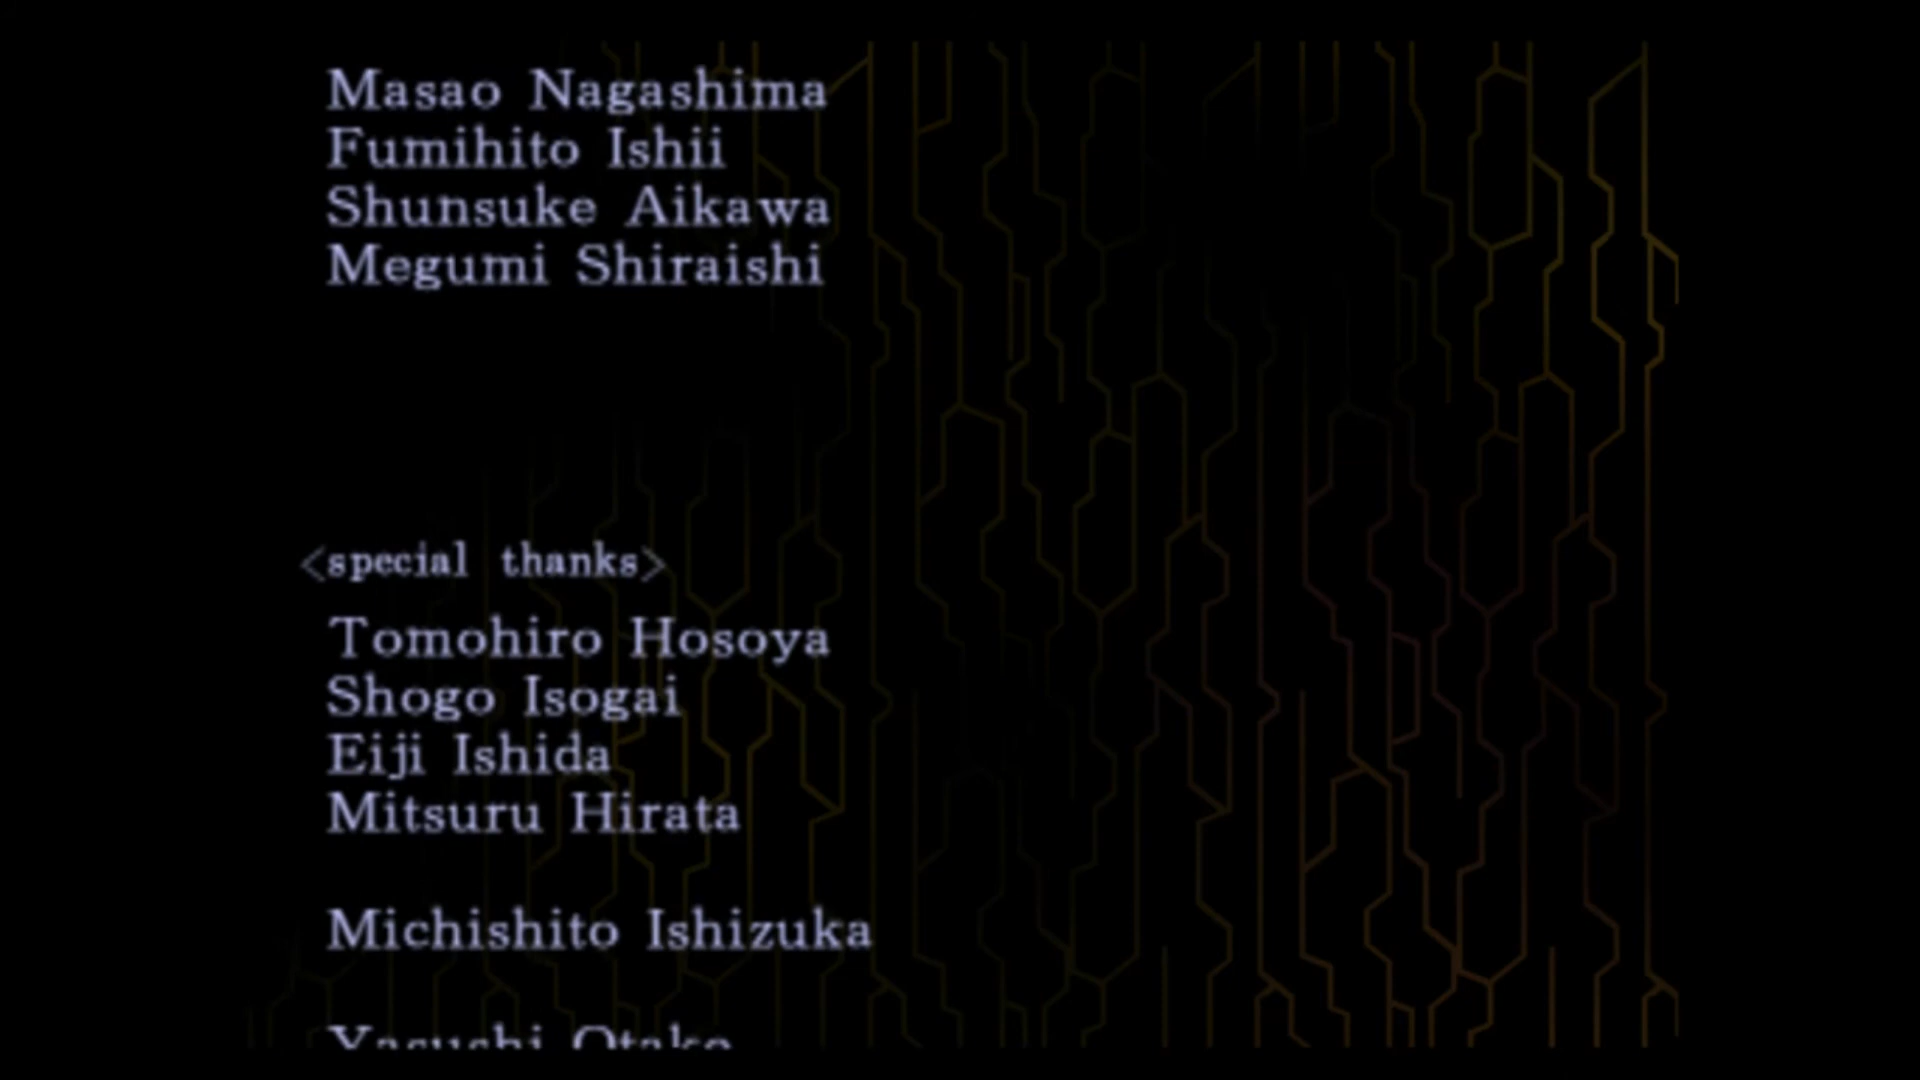 Masao Nagashima
Fumihito Ishii
Shunsuke Aikawa
Megumi Shiraishi
<special thanks>
Tomohiro Hosoya
Shogo Isogai
Eiji Ishida
Mitsuru Hirata
Michishito Ishizuka
Yasushi